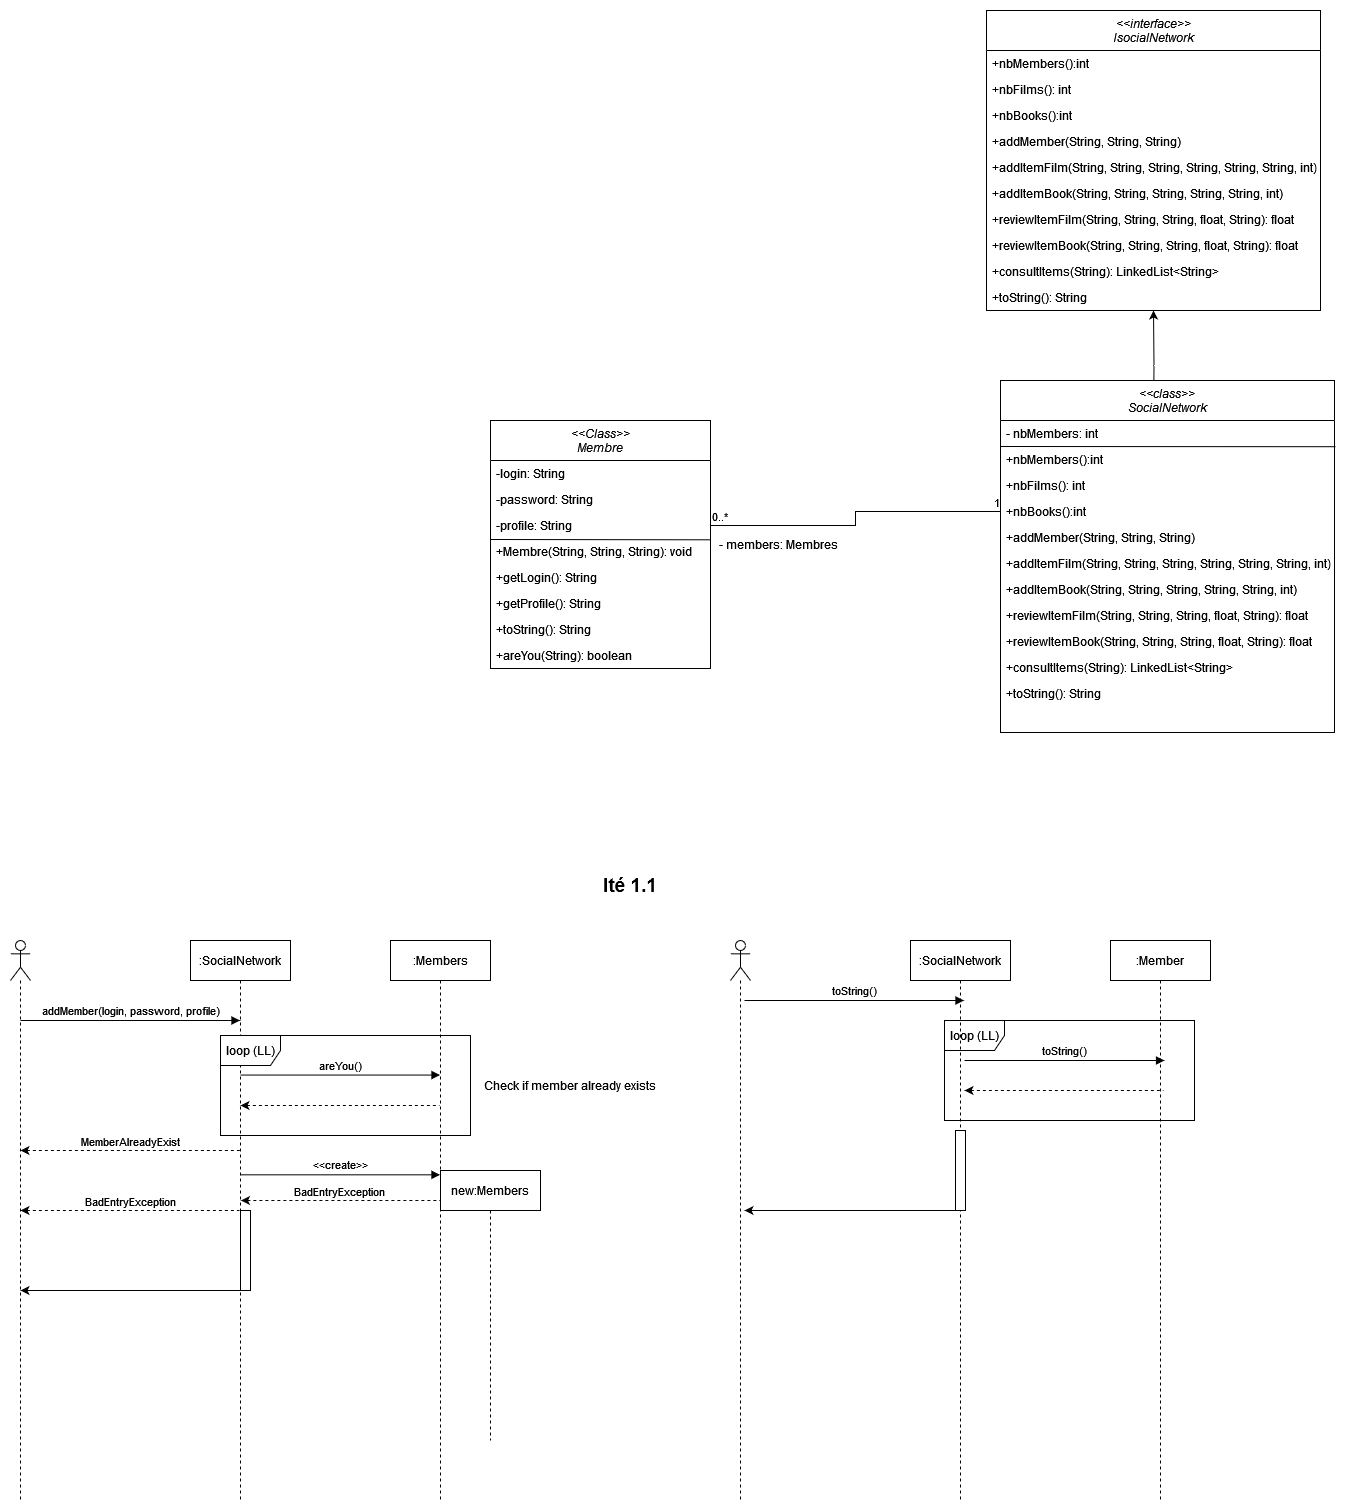 <<interface>>
IsocialNetwork
+nbMembers():int
+nbFilms(): int
+nbBooks():int
+addMember(String, String, String)
+addItemFilm(String, String, String, String, String, String, int)
+addItemBook(String, String, String, String, String, int)
+reviewItemFilm(String, String, String, float, String): float
+reviewItemBook(String, String, String, float, String): float
+consultItems(String): LinkedList<String>
+toString(): String
<<Class>>
Membre
-login: String
-password: String
-profile: String
+Membre(String, String, String): void
+getLogin(): String
+getProfile(): String
+toString(): String
+areYou(String): boolean
0..*
- members: Membres
1
<<class>>
SocialNetwork
- nbMembers: int
+nbMembers():int
+nbFilms(): int
+nbBooks():int
+addMember(String, String, String)
+addItemFilm(String, String, String, String, String, String, int)
+addItemBook(String, String, String, String, String, int)
+reviewItemFilm(String, String, String, float, String): float
+reviewItemBook(String, String, String, float, String): float
+consultItems(String): LinkedList<String>
+toString(): String
Ité 1.1
:SocialNetwork
:Members
addMember(login, password, profile)
loop (LL)
areYou()
Check if member already exists
MemberAlreadyExist
<<create>>
new:Members
BadEntryException
BadEntryException
:SocialNetwork
:Member
toString()
loop (LL)
toString()